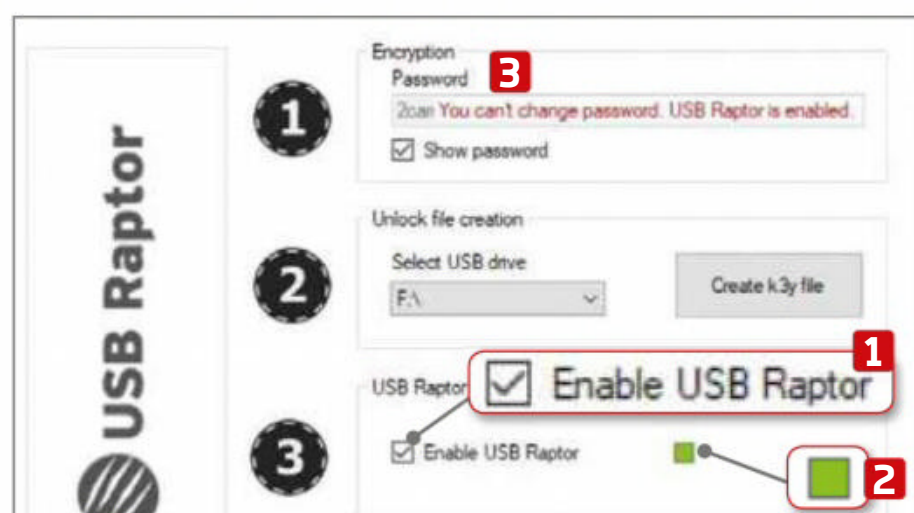 USB Raptor
Encryption
Password
3
1
2can You can't change password. USB Raptor is enabled.
Show password
Unlock file creation
Select USB drive
2
F:\
Create k3y file
1
USB Raptor
Enable USB Raptor
3
Enable USB Raptor
2